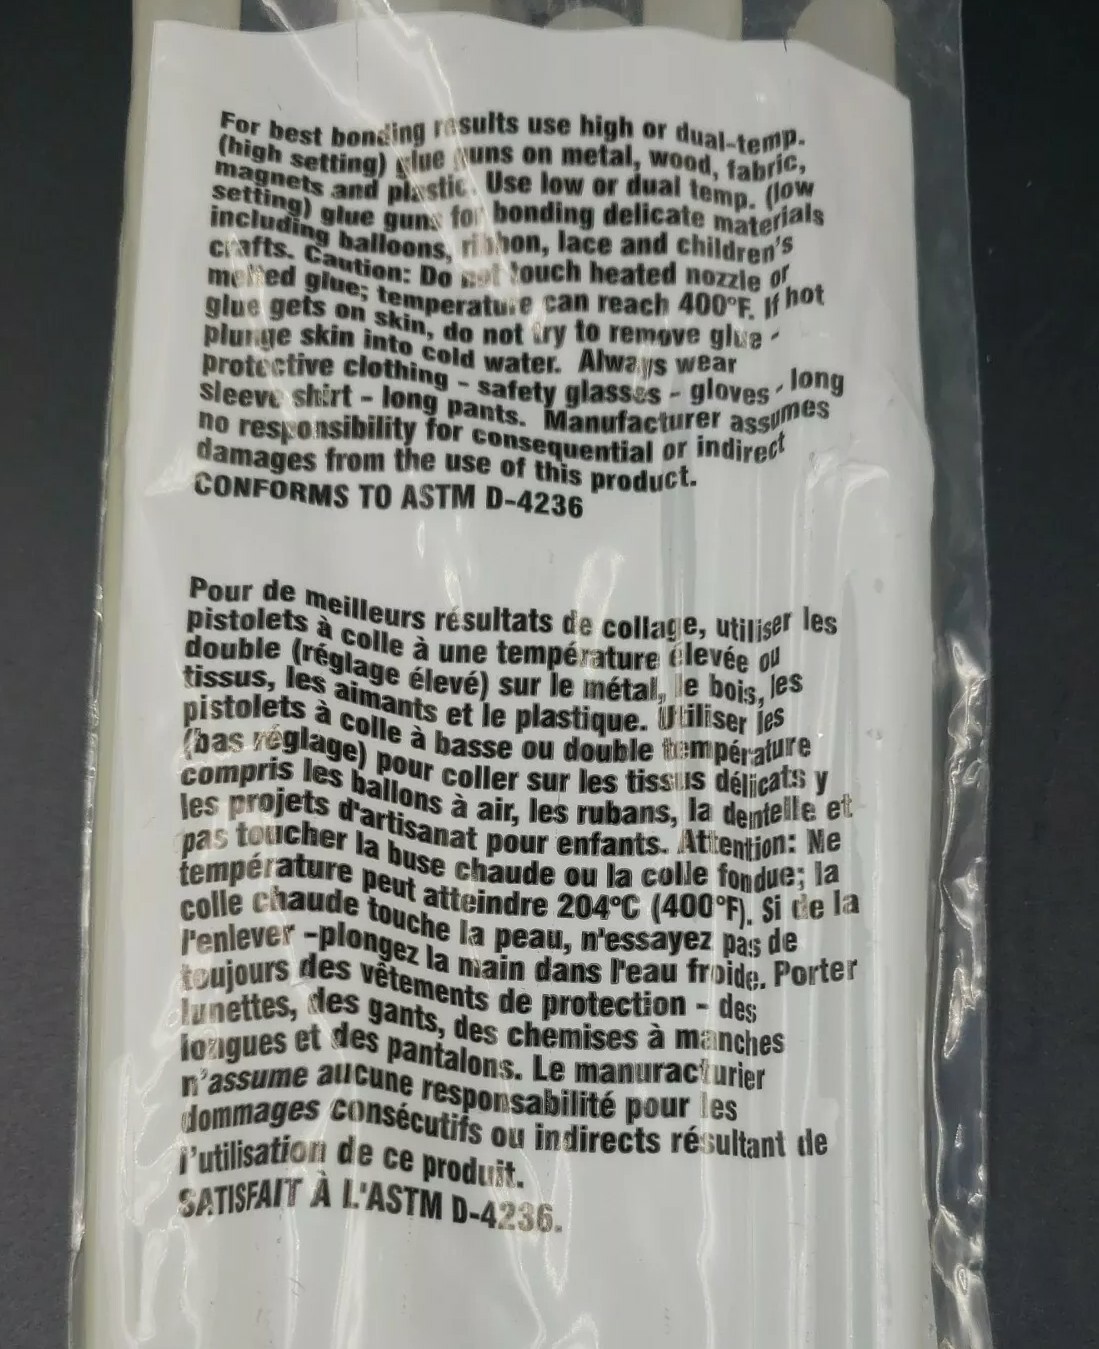 For best bonding results use high or dual-temp.
(high setting) glue guns on metal, wood, fabric,
magnets and plastic. Use low or dual temp. (low
setting) glue guns for bonding delicate materials
including balloons, ribbon, lace and children's
crafts. Caution: Do not touch heated nozzle or
melted glue; temperature can reach 400°F. If hot
glue gets on skin, do not try to remove glue -
plunge skin into cold water. Always wear
protective clothing - safety glasses - gloves - long
sleeve shirt - long pants. Manufacturer assumes
no responsibility for consequential or indirect
damages from the use of this product.
CONFORMS TO ASTM D-4236
Pour de meilleurs résultats de collage, utiliser les
pistolets à colle à une température élevée ou
double (réglage élevé) sur le métal, le bois, les
tissus, les aimants et le plastique. Utiliser les
pistolets à colle à basse ou double température
(bas réglage) pour coller sur les tissus délicats y
compris les ballons à air, les rubans, la dentelle et
les projets d'artisanat pour enfants. Attention: Ne
pas toucher la buse chaude ou la colle fondue; la
température peut atteindre 204°C (400°F). Si de la
colle chaude touche la peau, n'essayez pas de
l'enlever -plongez la main dans l'eau froide. Porter
toujours des vêtements de protection - des
lunettes, des gants, des chemises à manches
longues et des pantalons. Le manuracturier
n'assume aucune responsabilité pour les
dommages consécutifs ou indirects résultant de
l'utilisation de ce produit.
SATISFAIT À L'ASTM D-4236.